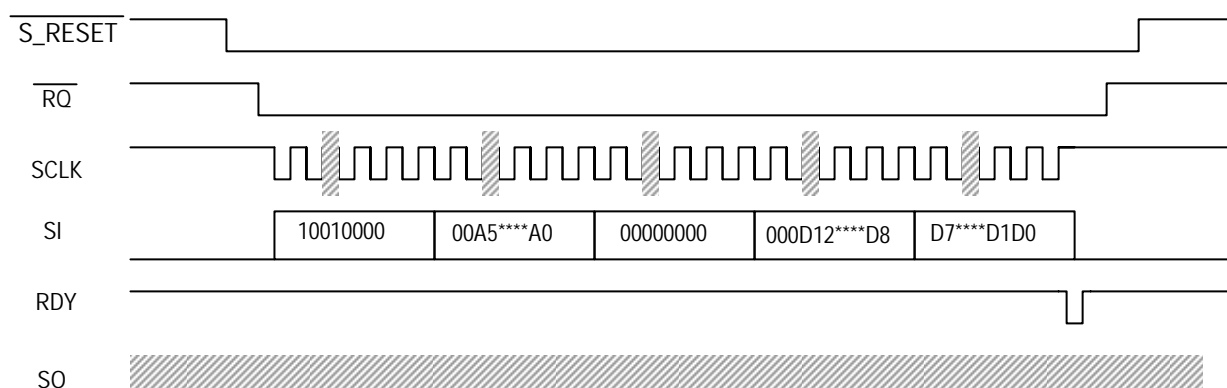 S_RESET
RQ
SCLK
SI 10010000 00A5****A0 00000000 000D12****D8 D7****D1D0
RDY
SO